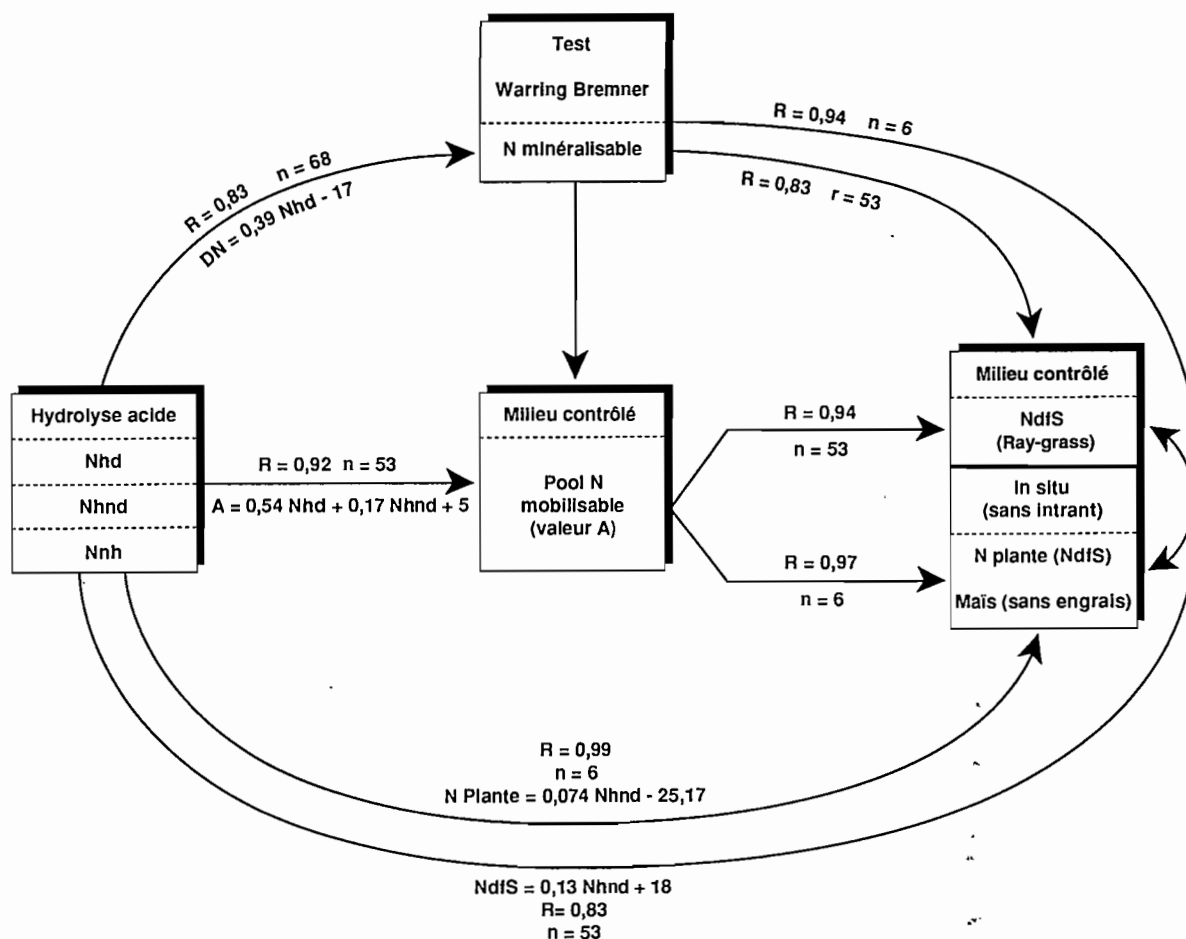 Test
Warring Bremner
N minéralisable
R = 0,94 n = 6
R = 0,83 r = 53
R = 0,83 n = 68
DN = 0,39 Nhd - 17
Hydrolyse acide
Nhd
Nhnd
Nnh
R = 0,92 n = 53
A = 0,54 Nhd + 0,17 Nhnd + 5
Milieu contrôlé
Pool N
mobilisable
(valeur A)
R = 0,94
n = 53
R = 0,97
n = 6
Milieu contrôlé
NdfS
(Ray-grass)
In situ
(sans intrant)
N plante (NdfS)
Maïs (sans engrais)
R = 0,99
n = 6
N Plante = 0,074 Nhnd - 25,17
NdfS = 0,13 Nhnd + 18
R= 0,83
n = 53